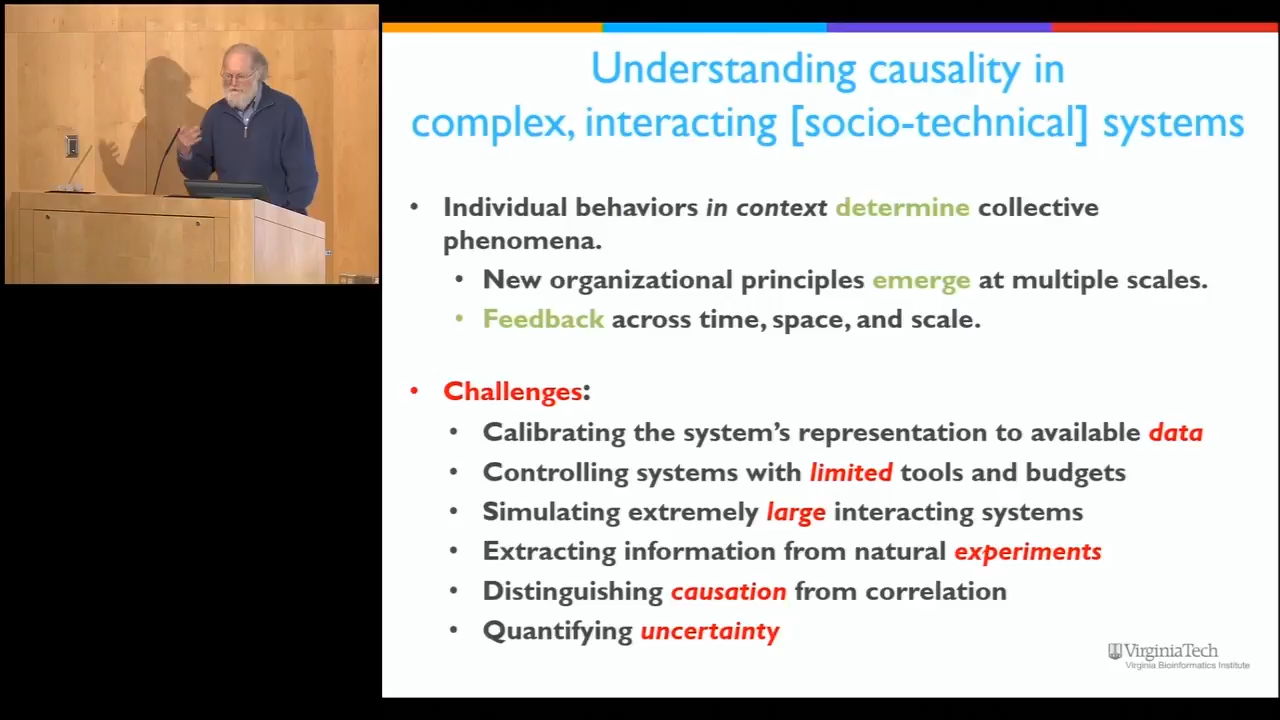 Understanding causality in
complex, interacting [socio-technical] systems
• Individual behaviors in context determine collective
phenomena.
• New organizational principles emerge at multiple scales.
• Feedback across time, space, and scale.
• Challenges:
• Calibrating the system's representation to available data
• Controlling systems with limited tools and budgets
• Simulating extremely large interacting systems
• Extracting information from natural experiments
• Distinguishing causation from correlation
• Quantifying uncertainty
VirginiaTech
Virginia Bioinformatics Institute